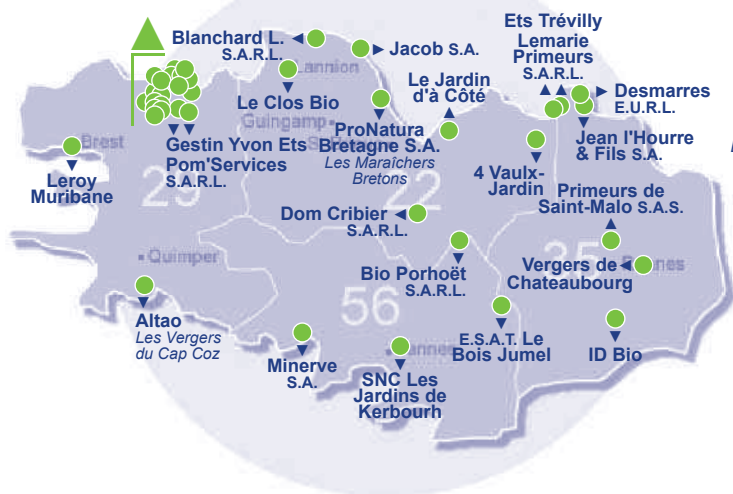 Ets Trévilly
Lemarie
Primeurs
S.A.R.L.
Blanchard L.
S.A.R.L.
Jacob S.A.
Lannion
Le Jardin
d'à Côté
Desmarres
E.U.R.L.
Le Clos Bio
Guingamp
ProNatura
Bretagne S.A.
Les Maraîchers
Bretons
Jean l'Hourre
& Fils S.A.
Brest
Gestin Yvon Ets
Pom'Services
S.A.R.L.
4 Vaulx-
Jardin
Leroy
Muribane
29
22
Primeurs de
Saint-Malo S.A.S.
Dom Cribier
S.A.R.L.
35
Quimper
Bio Porhoët
S.A.R.L.
Vergers de
Chateaubourg
56
Altao
Les Vergers
du Cap Coz
E.S.A.T. Le
Bois Jumel
ID Bio
Minerve
S.A.
SNC Les
Jardins de
Kerbourh